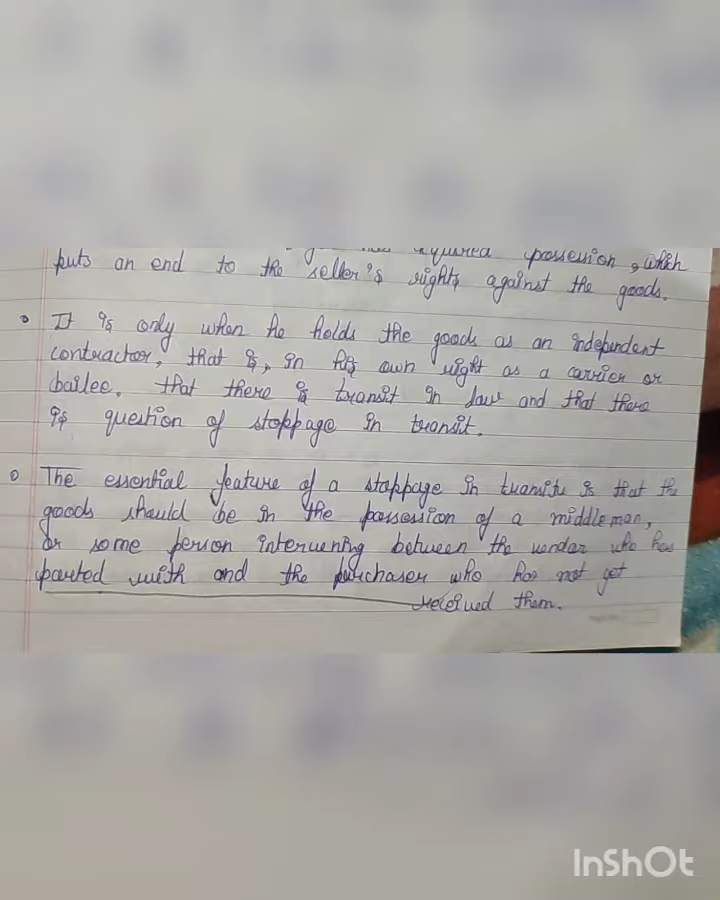 acquired possession, which
puts an end to the seller's rights against the goods.
It is only when he holds the goods as an independent
contractor, that is, in his own right as a carrier or
bailee, that there is transit in law and that there
is question of stoppage in transit.
The essential feature of a stoppage in transitu is that the
goods should be in the possession of a middleman,
or some person intervening between the vendor who has
parted with and the purchaser who has not yet
received them.
InShOt